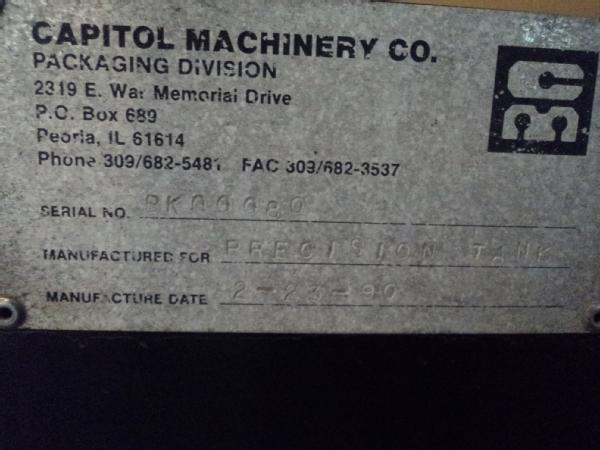 CAPITOL MACHINERY CO.
PACKAGING DIVISION
2319 E. War Memorial Drive
P.O. Box 689
Peoria, IL 61614
Phone 309/682-5481 FAC 309/682-3537
SERIAL NO.
MANUFACTURED FOR PRECISION TANK
MANUFACTURE DATE 2-23-90